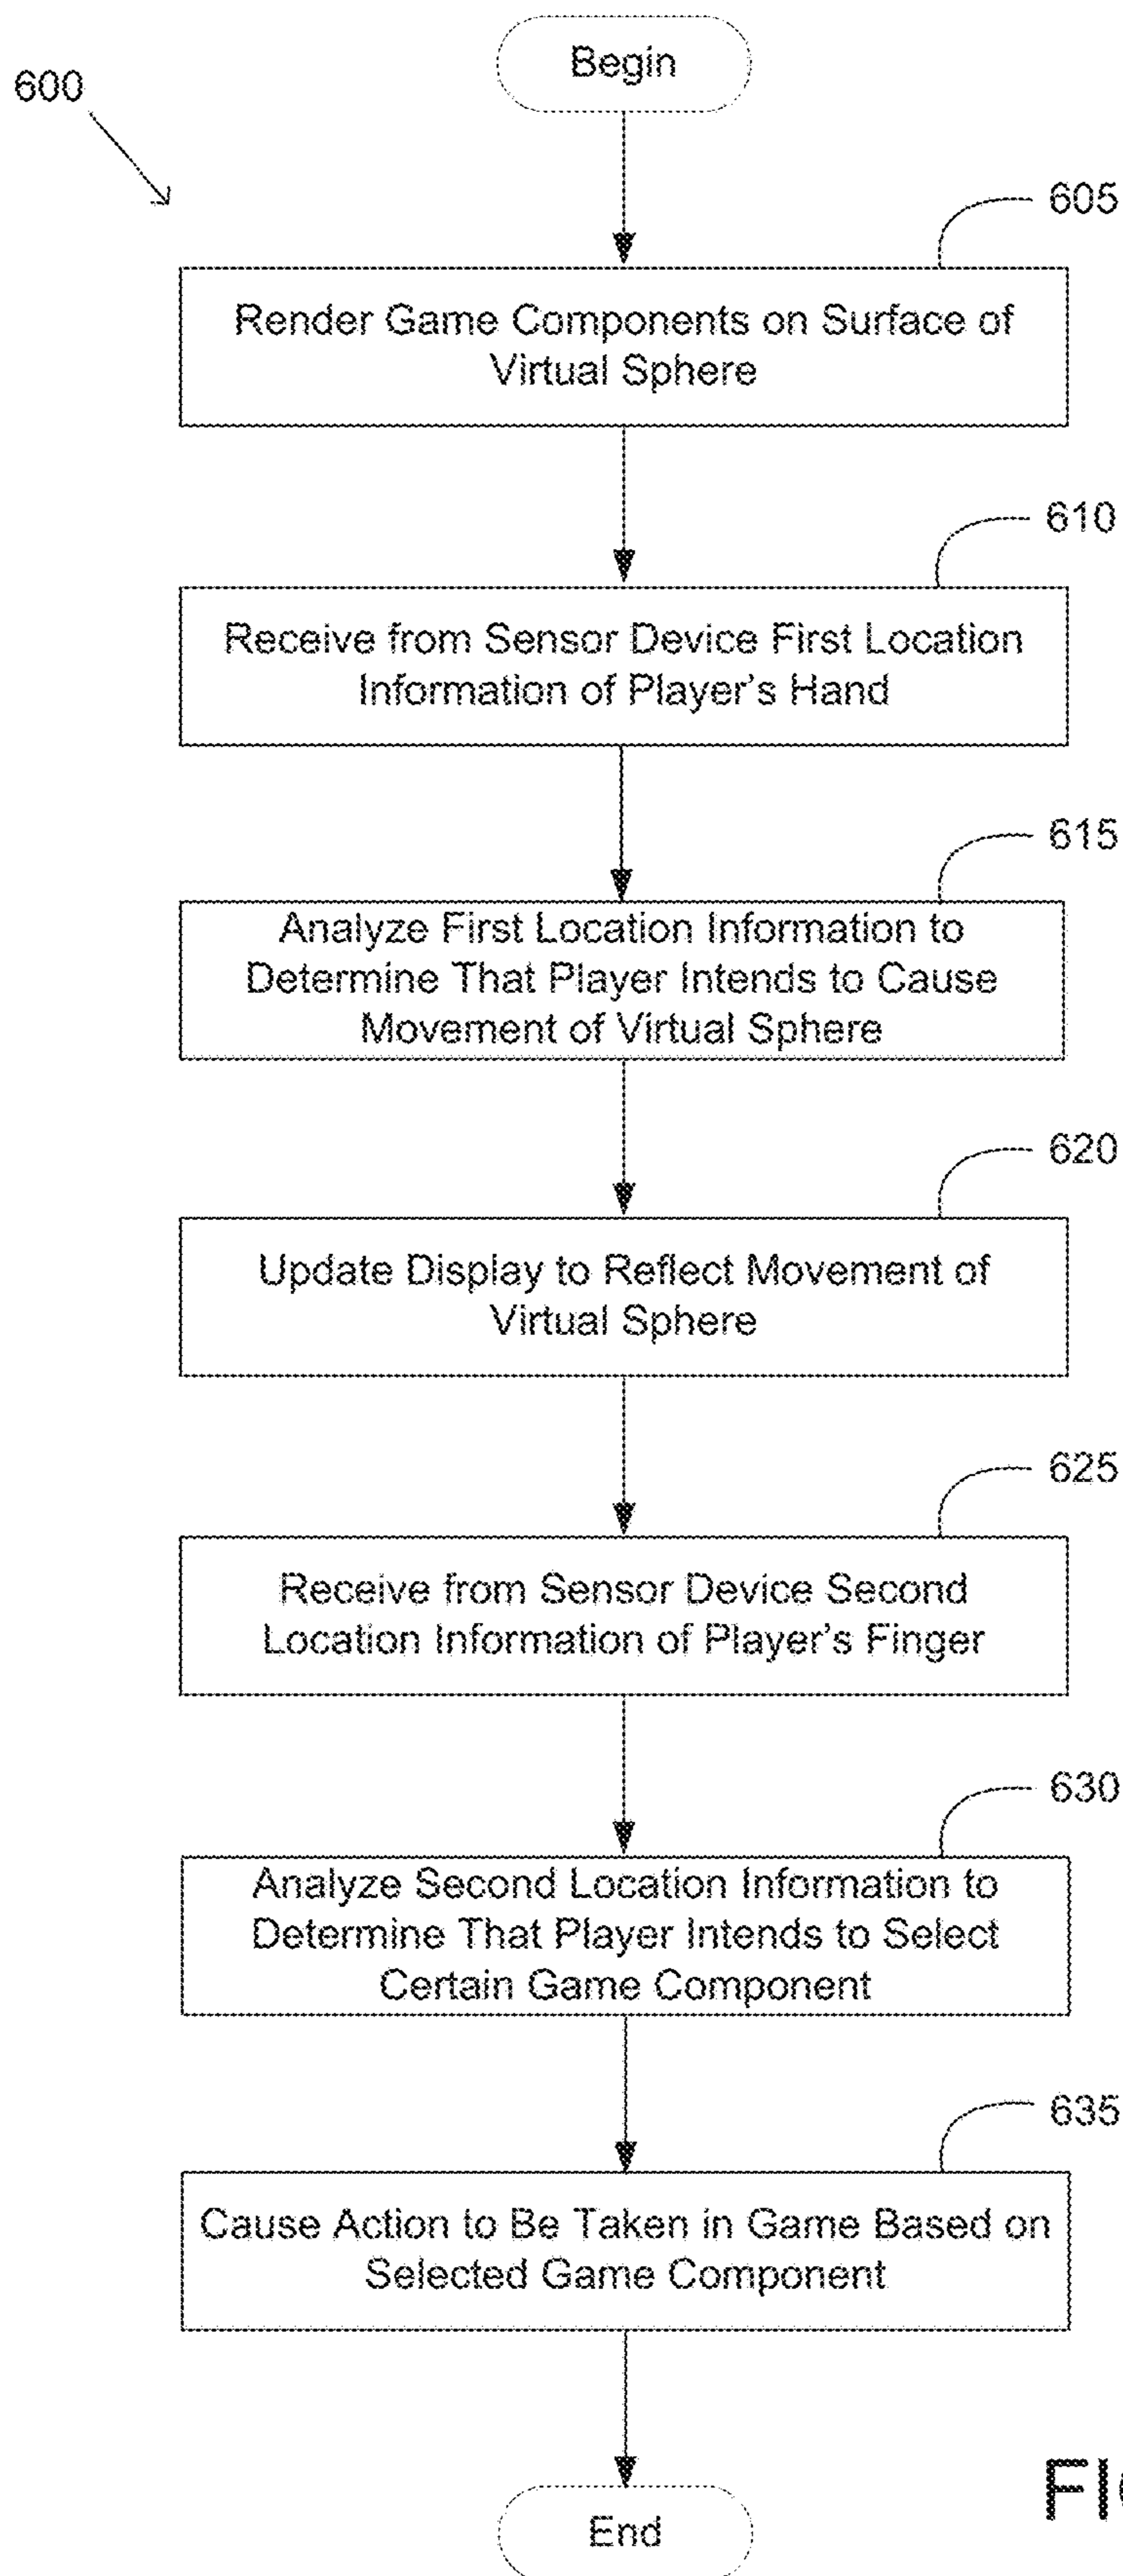 Begin
600
605
Render Game Components on Surface of
Virtual Sphere
610
Receive from Sensor Device First Location
Information of Player's Hand
615
Analyze First Location Information to
Determine That Player Intends to Cause
Movement of Virtual Sphere
620
Update Display to Reflect Movement of
Virtual Sphere
625
Receive from Sensor Device Second
Location Information of Player's Finger
630
Analyze Second Location Information to
Determine That Player Intends to Select
Certain Game Component
635
Cause Action to Be Taken in Game Based on
Selected Game Component
End